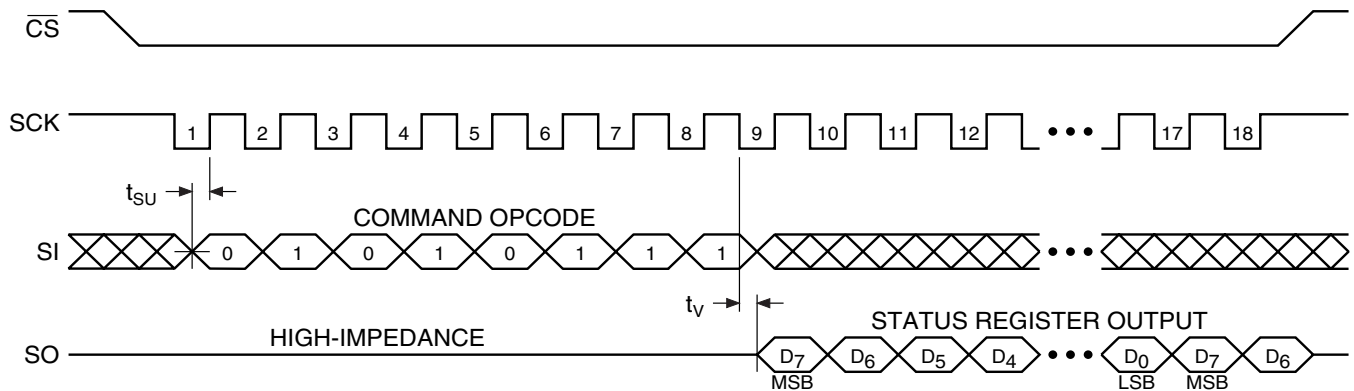 CS
SCK 1 2 3 4 5 6 7 8 9 10 11 12 ••• 17 18
tSU
COMMAND OPCODE
SI 0 1 0 1 0 1 1 1 •••
tV
HIGH-IMPEDANCE STATUS REGISTER OUTPUT
SO D7 D6 D5 D4 ••• D0 D7 D6
MSB LSB MSB